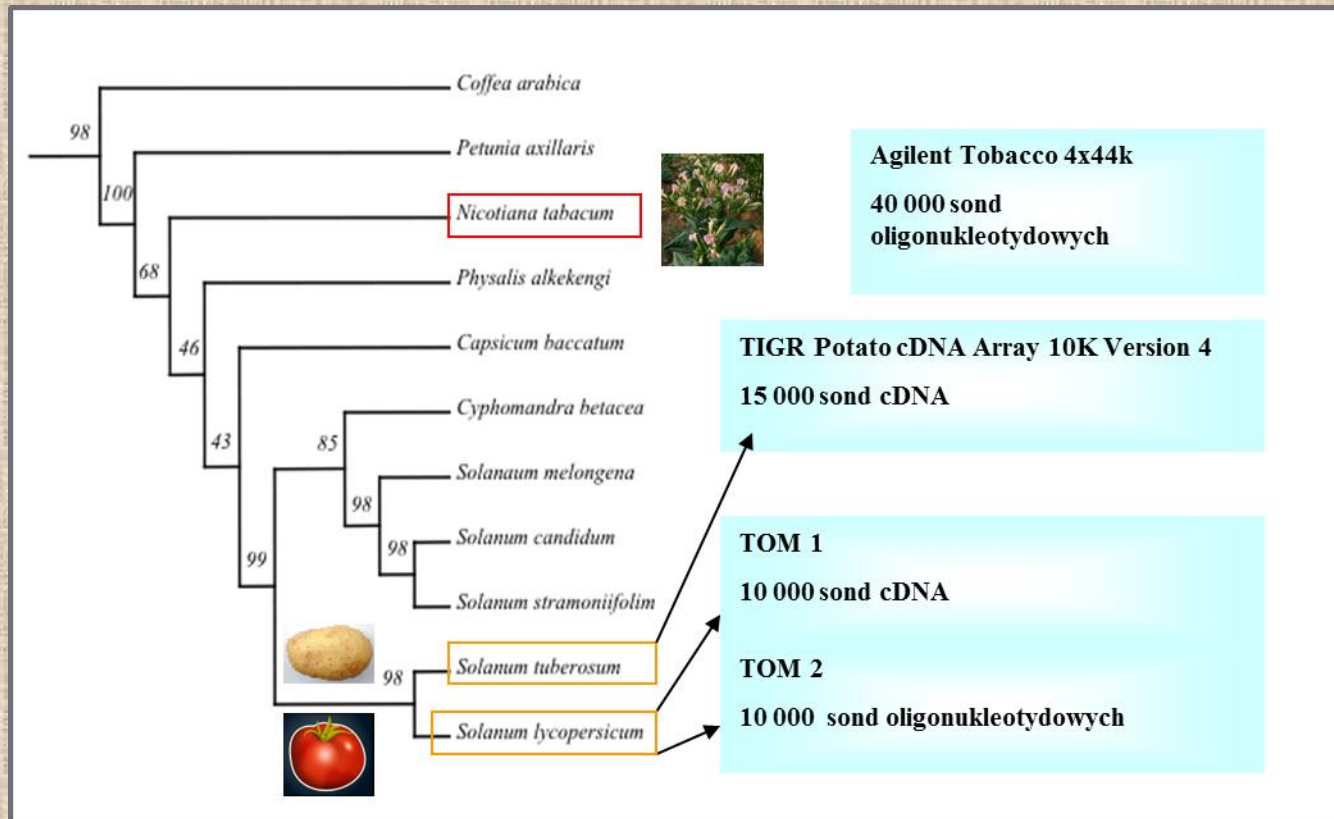 Coffea arabica
98
Petunia axillaris
Agilent Tobacco 4x44k
100
40 000 sond
oligonukleotydowych
Nicotiana tabacum
68
Physalis alkekengi
46
Capsicum baccatum
TIGR Potato cDNA Array 10K Version 4
15 000 sond cDNA
Cyphomandra betacea
43
85
Solanaum melongena
98
Solanum candidum
98
TOM 1
99
10 000 sond cDNA
Solanum stramoniifolim
Solanum tuberosum
98
TOM 2
10 000 sond oligonukleotydowych
Solanum lycopersicum